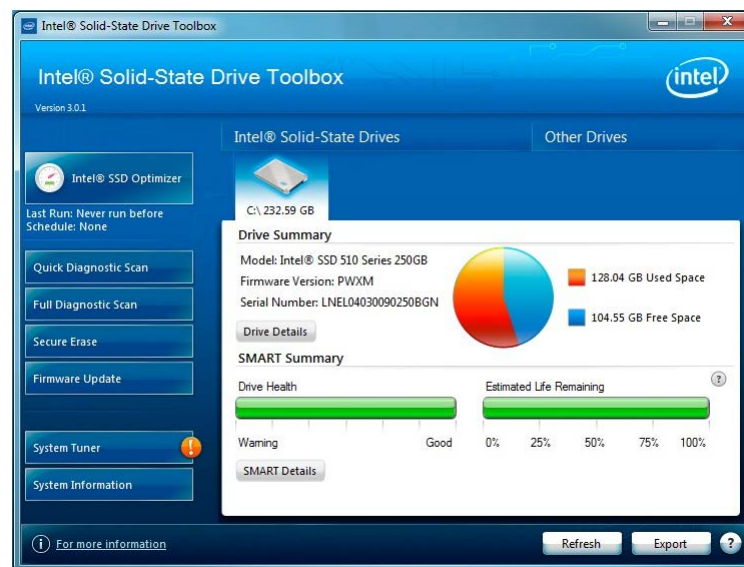 Intel® Solid-State Drive Toolbox
Intel® Solid-State Drive Toolbox
intel
Version 3.0.1
Intel® Solid-State Drives
Other Drives
Intel® SSD Optimizer
Last Run: Never run before
Schedule: None
C:\ 232.59 GB
Drive Summary
Model: Intel® SSD 510 Series 250GB
Firmware Version: PWXM
Serial Number: LNEL04030090250BGN
Drive Details
128.04 GB Used Space
104.55 GB Free Space
Quick Diagnostic Scan
Full Diagnostic Scan
Secure Erase
Firmware Update
SMART Summary
Drive Health
Estimated Life Remaining
?
Warning
Good
0% 25% 50% 75% 100%
SMART Details
System Tuner !
System Information
i For more information
Refresh
Export
?